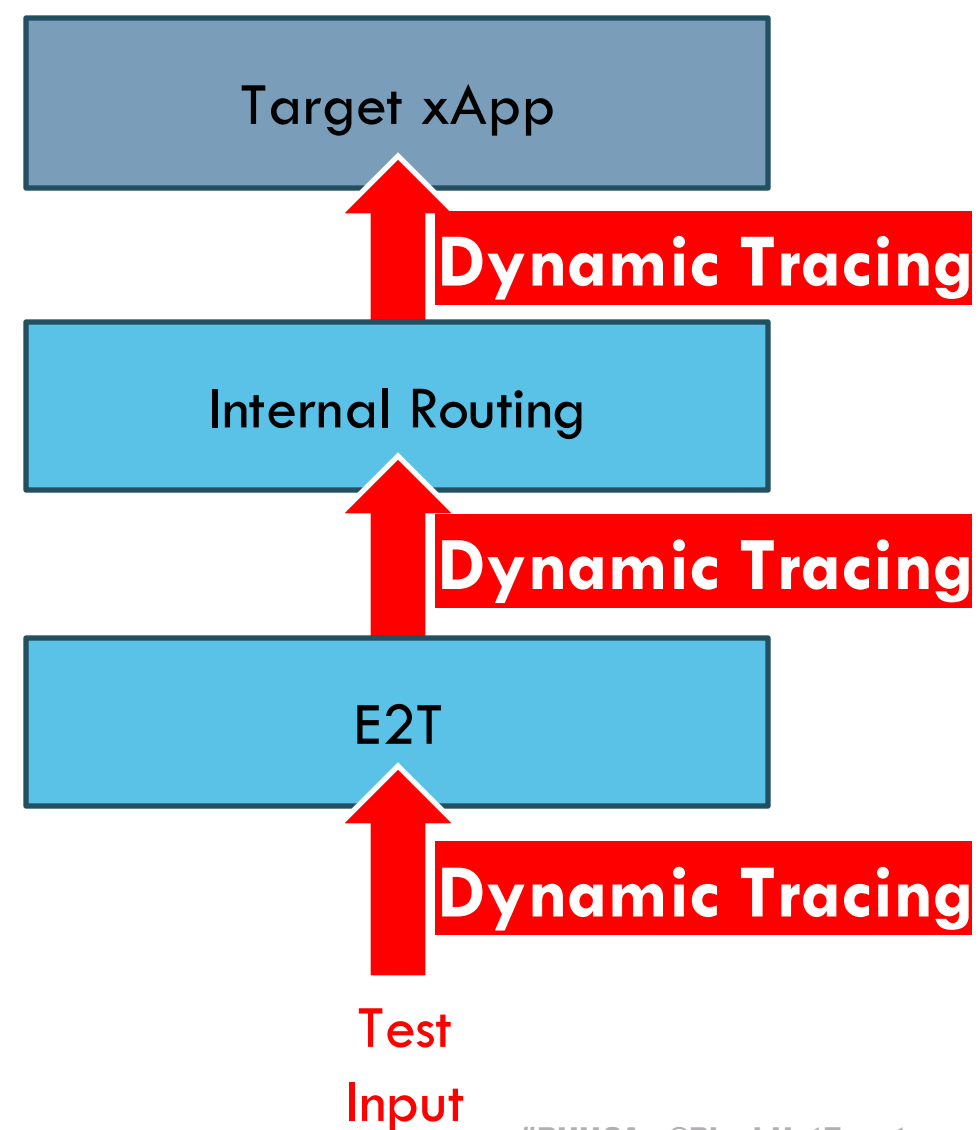 Target xApp
Dynamic Tracing
Internal Routing
Dynamic Tracing
E2T
Dynamic Tracing
Test
Input